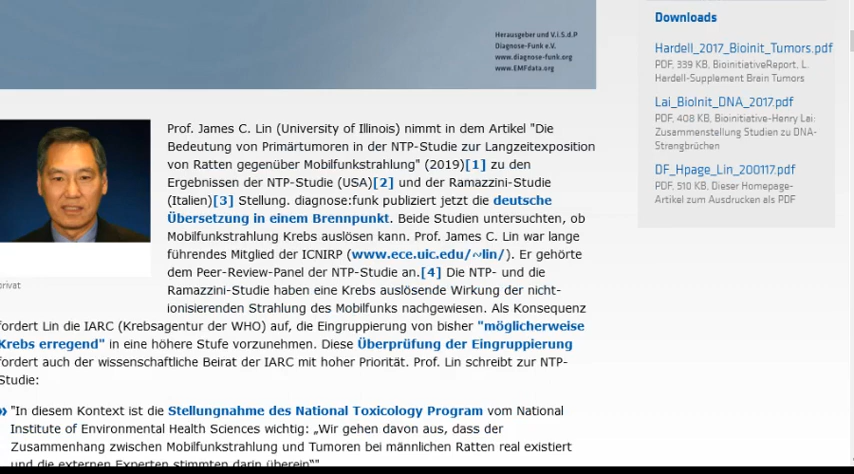 Herausgeber und V.i.S.d.P
Diagnose-Funk e.V.
www.diagnose-funk.org
www.EMFdata.org
Prof. James C. Lin (University of Illinois) nimmt in dem Artikel "Die
Bedeutung von Primärtumoren in der NTP-Studie zur Langzeitexposition
von Ratten gegenüber Mobilfunkstrahlung" (2019)[1] zu den
Ergebnissen der NTP-Studie (USA)[2] und der Ramazzini-Studie
(Italien)[3] Stellung. diagnose:funk publiziert jetzt die deutsche
Übersetzung in einem Brennpunkt. Beide Studien untersuchten, ob
Mobilfunkstrahlung Krebs auslösen kann. Prof. James C. Lin war lange
führendes Mitglied der ICNIRP (www.ece.uic.edu/~lin/). Er gehörte
dem Peer-Review-Panel der NTP-Studie an.[4] Die NTP- und die
Ramazzini-Studie haben eine Krebs auslösende Wirkung der nicht-
ionisierenden Strahlung des Mobilfunks nachgewiesen. Als Konsequenz
fordert Lin die IARC (Krebsagentur der WHO) auf, die Eingruppierung von bisher "möglicherweise
Krebs erregend" in eine höhere Stufe vorzunehmen. Diese Überprüfung der Eingruppierung
fordert auch der wissenschaftliche Beirat der IARC mit hoher Priorität. Prof. Lin schreibt zur NTP-
Studie:
privat
» "In diesem Kontext ist die Stellungnahme des National Toxicology Program vom National
Institute of Environmental Health Sciences wichtig: „Wir gehen davon aus, dass der
Zusammenhang zwischen Mobilfunkstrahlung und Tumoren bei männlichen Ratten real existiert
und die externen Experten stimmten darin überein“"
Downloads
Hardell_2017_BioInit_Tumors.pdf
PDF, 339 KB, BioinitiativeReport, L.
Hardell-Supplement Brain Tumors
Lai_BioInit_DNA_2017.pdf
PDF, 408 KB, Bioinitiative-Henry Lai:
Zusammenstellung Studien zu DNA-
Strangbrüchen
DF_Hpage_Lin_200117.pdf
PDF, 510 KB, Dieser Homepage-
Artikel zum Ausdrucken als PDF